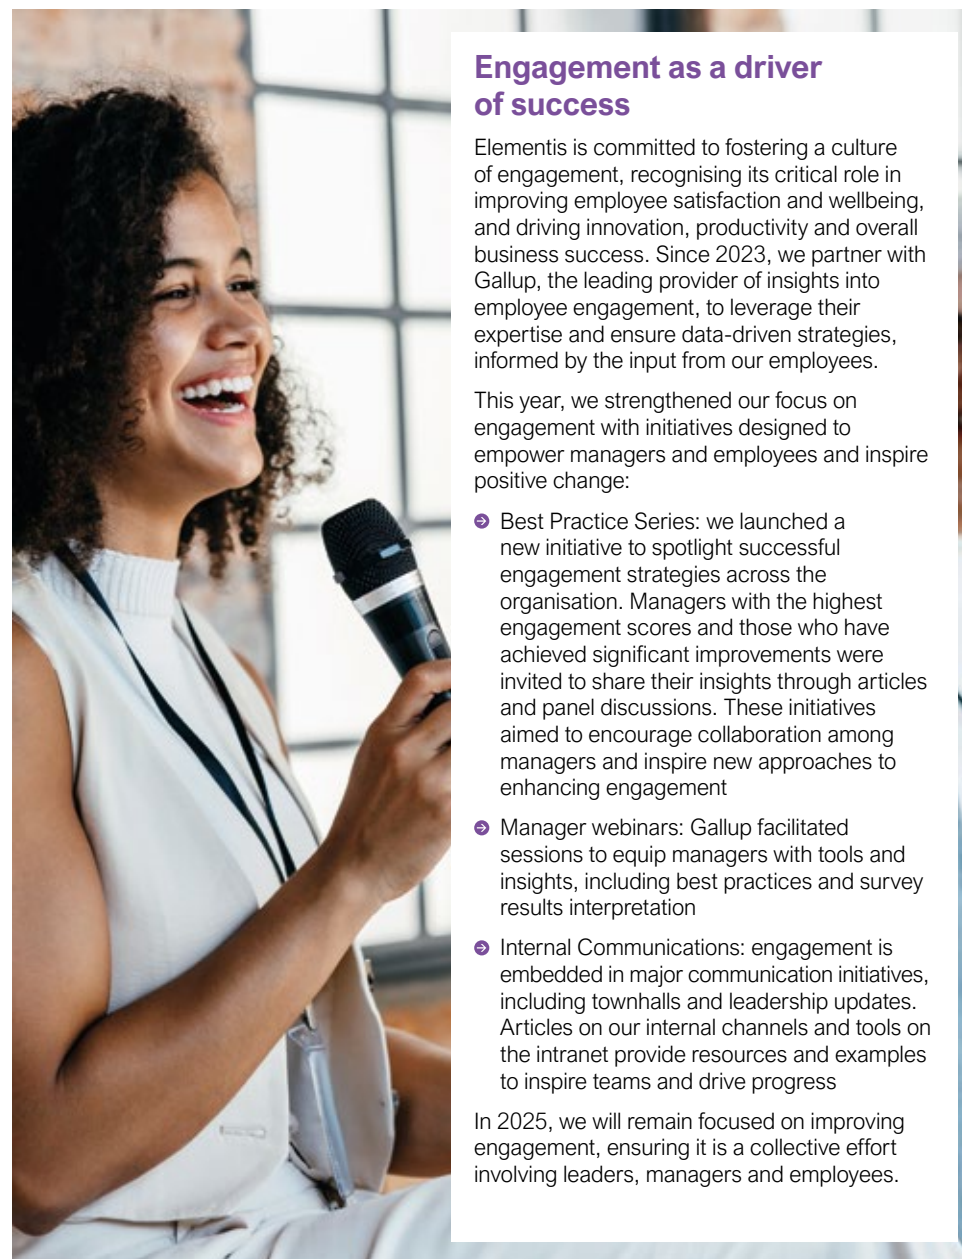 Engagement as a driver
of success
Elementis is committed to fostering a culture
of engagement, recognising its critical role in
improving employee satisfaction and wellbeing,
and driving innovation, productivity and overall
business success. Since 2023, we partner with
Gallup, the leading provider of insights into
employee engagement, to leverage their
expertise and ensure data-driven strategies,
informed by the input from our employees.
This year, we strengthened our focus on
engagement with initiatives designed to
empower managers and employees and inspire
positive change:
Best Practice Series: we launched a
new initiative to spotlight successful
engagement strategies across the
organisation. Managers with the highest
engagement scores and those who have
achieved significant improvements were
invited to share their insights through articles
and panel discussions. These initiatives
aimed to encourage collaboration among
managers and inspire new approaches to
enhancing engagement
Manager webinars: Gallup facilitated
sessions to equip managers with tools and
insights, including best practices and survey
results interpretation
Internal Communications: engagement is
embedded in major communication initiatives,
including townhalls and leadership updates.
Articles on our internal channels and tools on
the intranet provide resources and examples
to inspire teams and drive progress
In 2025, we will remain focused on improving
engagement, ensuring it is a collective effort
involving leaders, managers and employees.